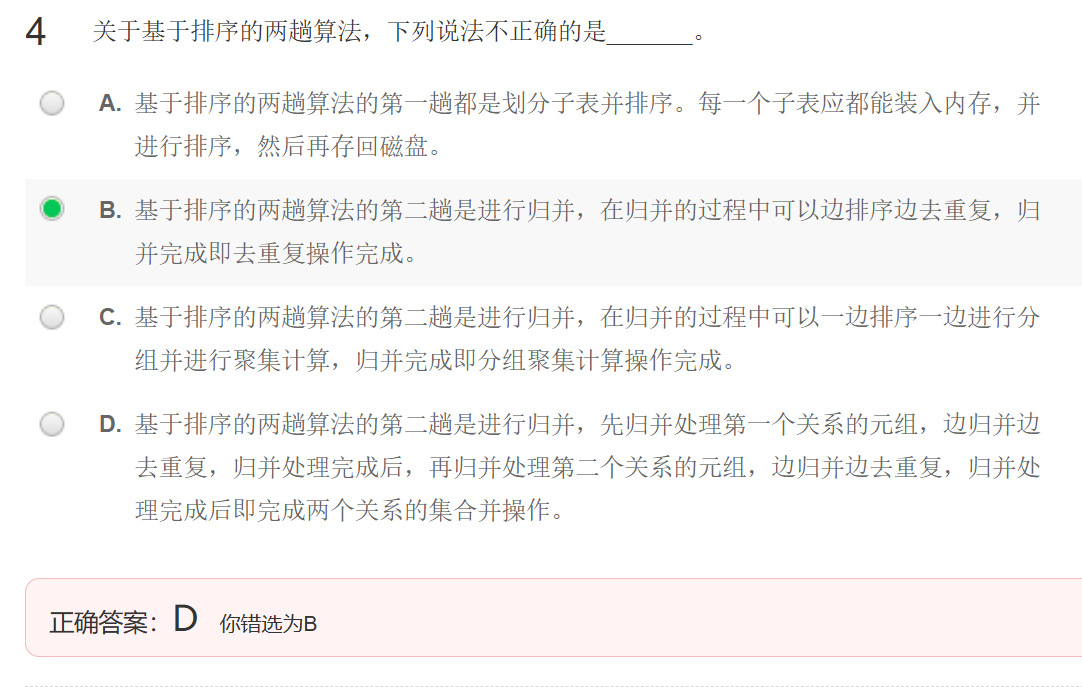 4 关于基于排序的两趟算法，下列说法不正确的是_______。
A. 基于排序的两趟算法的第一趟都是划分子表并排序。每一个子表应都能装入内存，并
进行排序，然后再存回磁盘。
B. 基于排序的两趟算法的第二趟是进行归并，在归并的过程中可以边排序边去重复，归
并完成即去重复操作完成。
C. 基于排序的两趟算法的第二趟是进行归并，在归并的过程中可以一边排序一边进行分
组并进行聚集计算，归并完成即分组聚集计算操作完成。
D. 基于排序的两趟算法的第二趟是进行归并，先归并处理第一个关系的元组，边归并边
去重复，归并处理完成后，再归并处理第二个关系的元组，边归并边去重复，归并处
理完成后即完成两个关系的集合并操作。
正确答案：D 你错选为B